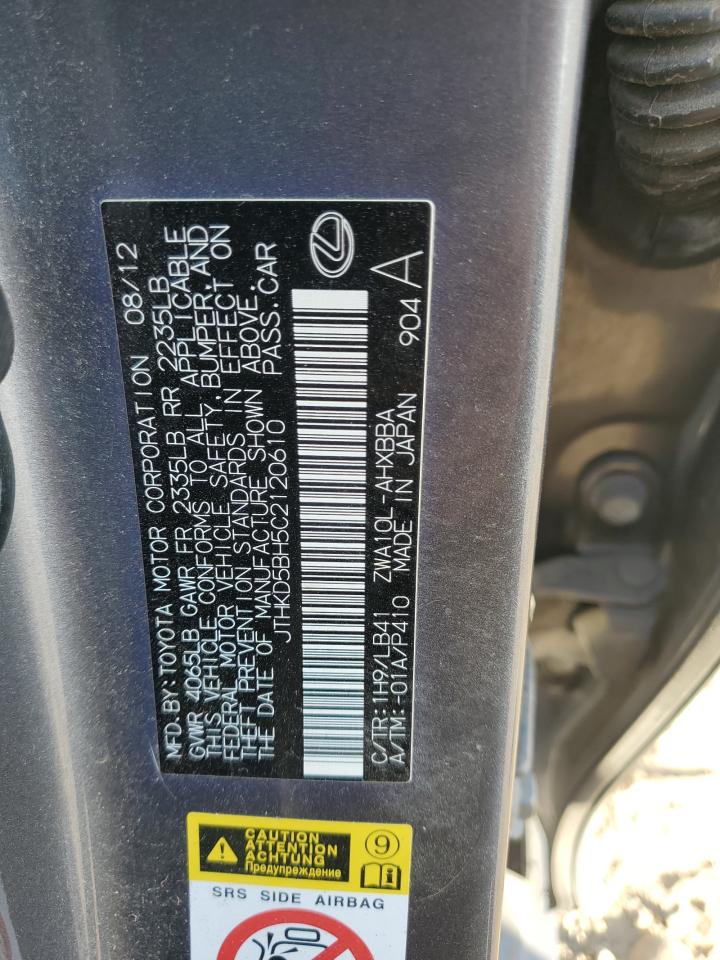 MFD.BY: TOYOTA MOTOR CORPORATION 08/12
GVWR 4065LB GAWR FR 2335LB RR 2235LB
THIS VEHICLE CONFORMS TO ALL APPLICABLE
FEDERAL MOTOR VEHICLE SAFETY, BUMPER, AND
THEFT PREVENTION STANDARDS IN EFFECT ON
THE DATE OF MANUFACTURE SHOWN ABOVE.
JTHKD5BH5C2120610 PASS. CAR
C/TR: 1H9/LB41 ZWA10L-AHXBBA
A/TM: -01A/P410 MADE IN JAPAN 904 A
CAUTION
ATTENTION
ACHTUNG
Предупреждение
9
SRS SIDE AIRBAG